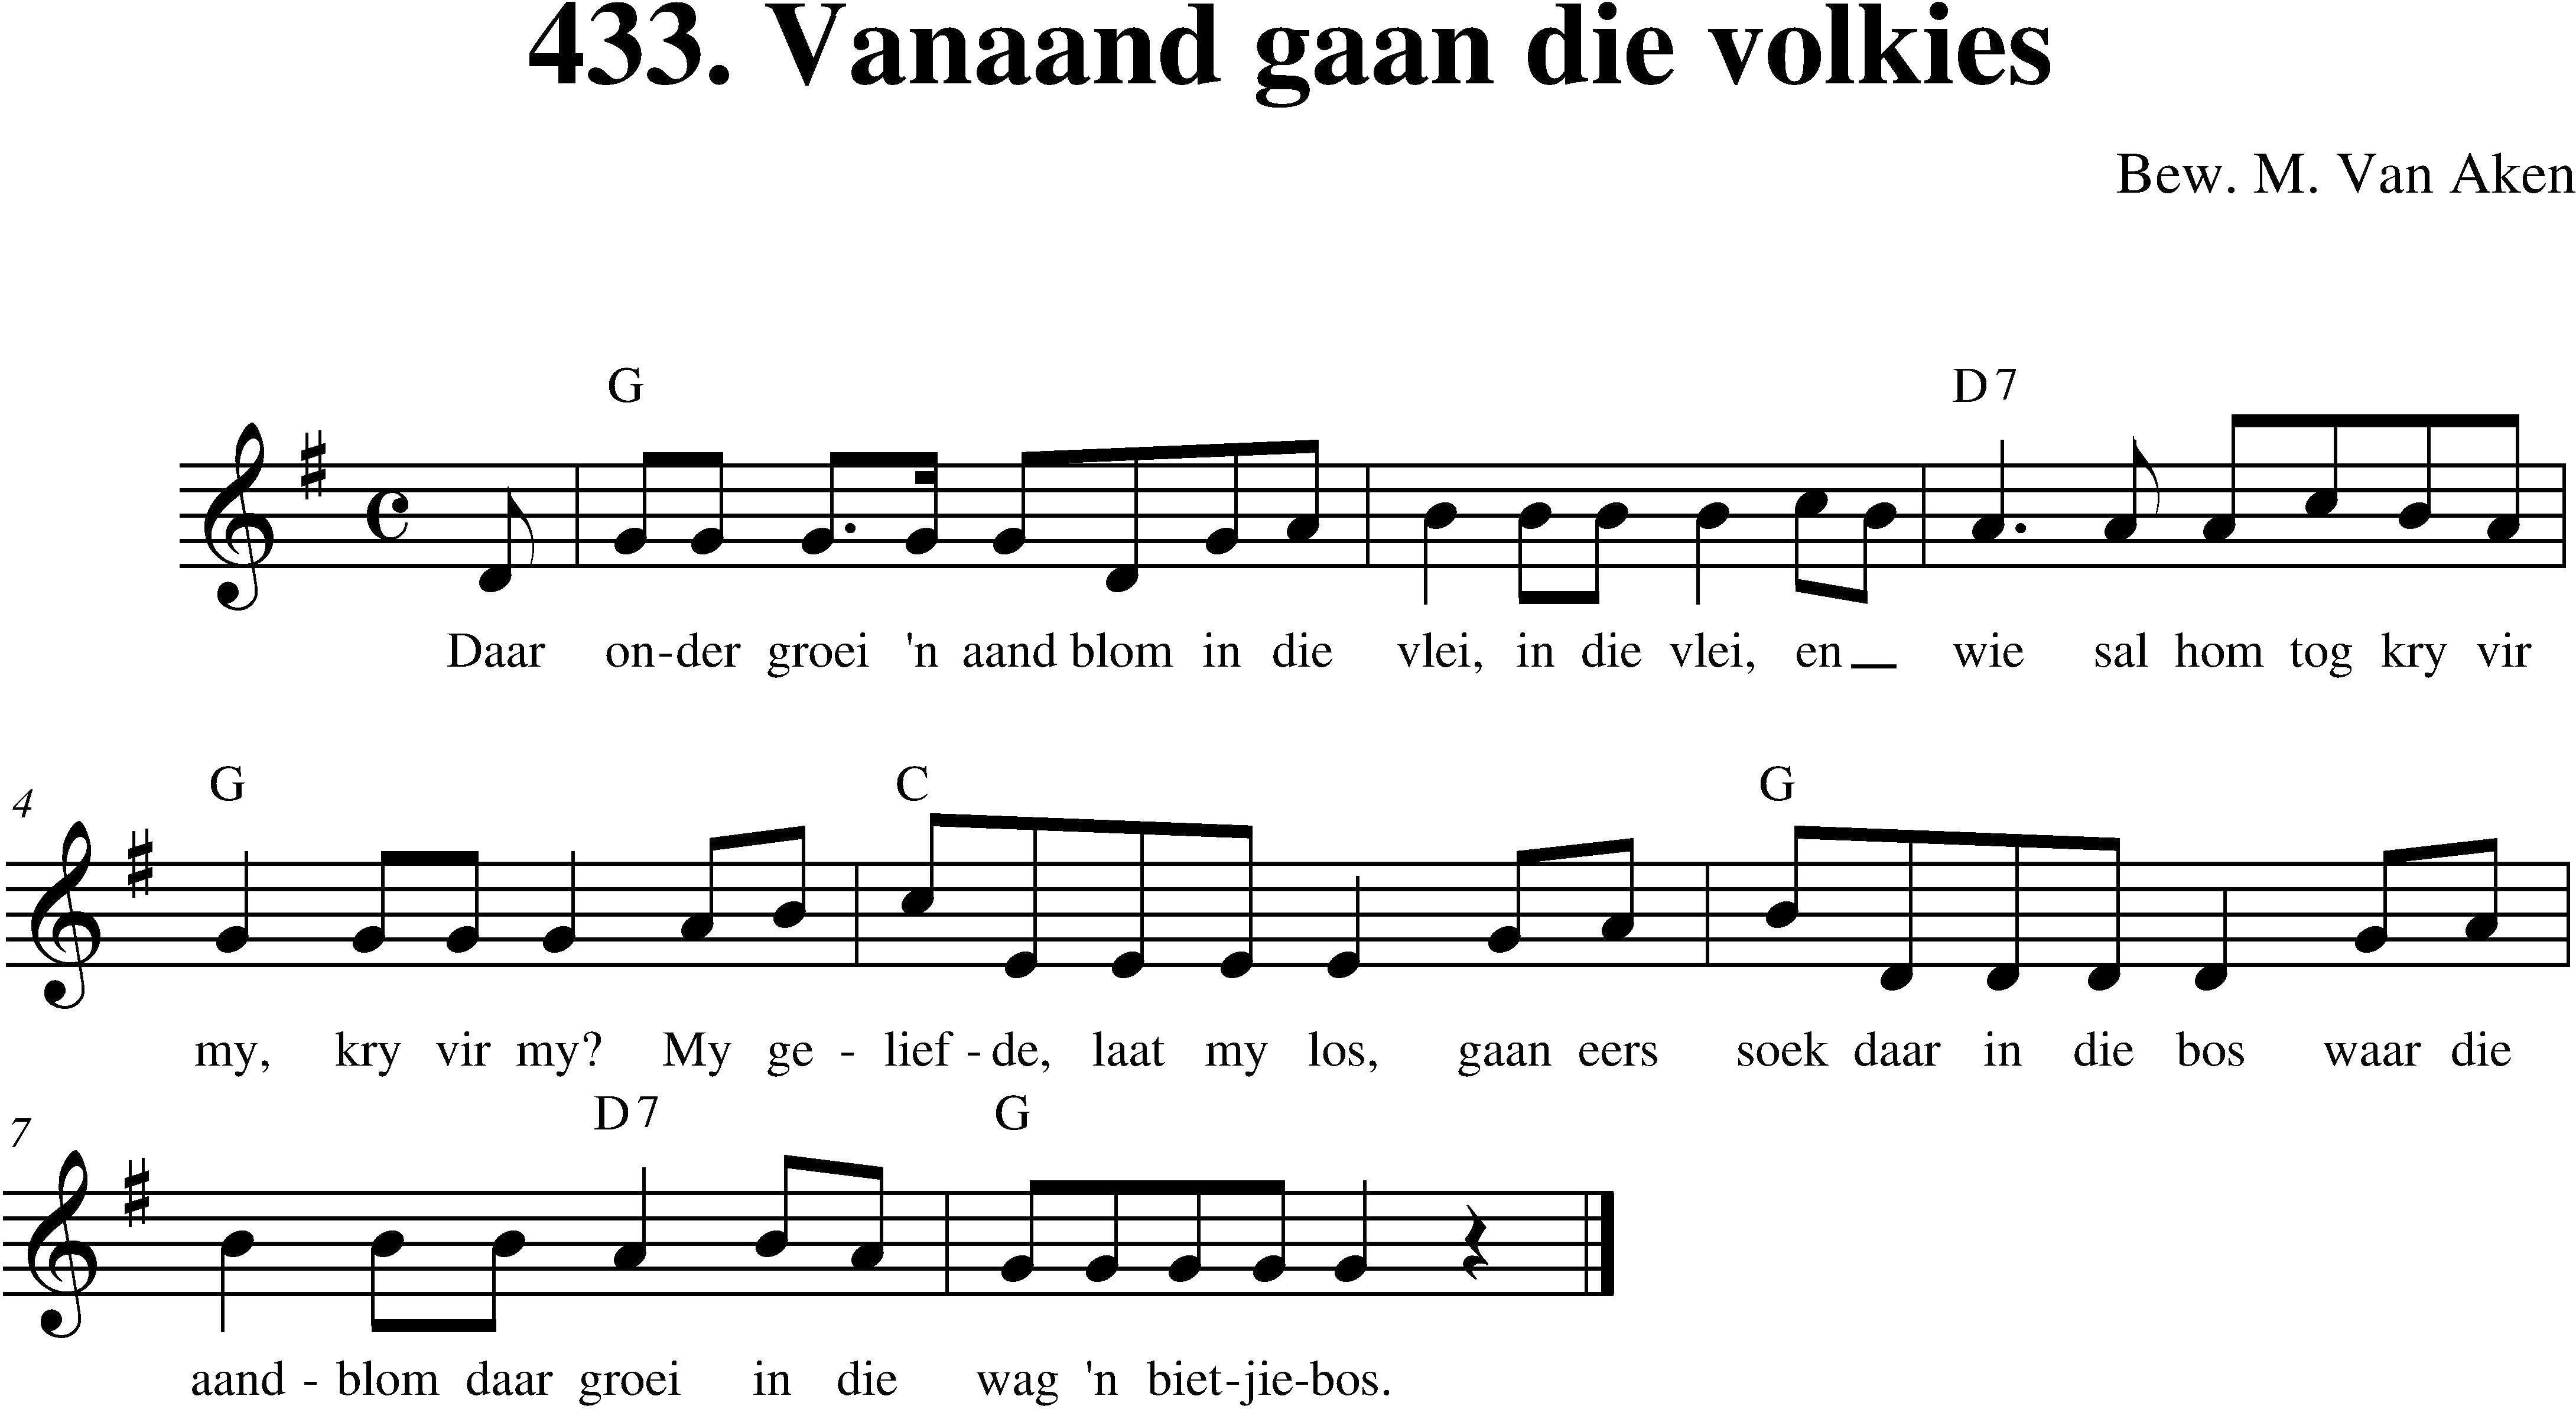 433. Vanaand gaan die volkies
Bew. M. Van Aken
G D7
Daar on-der groei 'n aand blom in die vlei, in die vlei, en wie sal hom tog kry vir
4 G C G
my, kry vir my? My ge - lief - de, laat my los, gaan eers soek daar in die bos waar die
7 D7 G
aand - blom daar groei in die wag 'n biet-jie-bos.